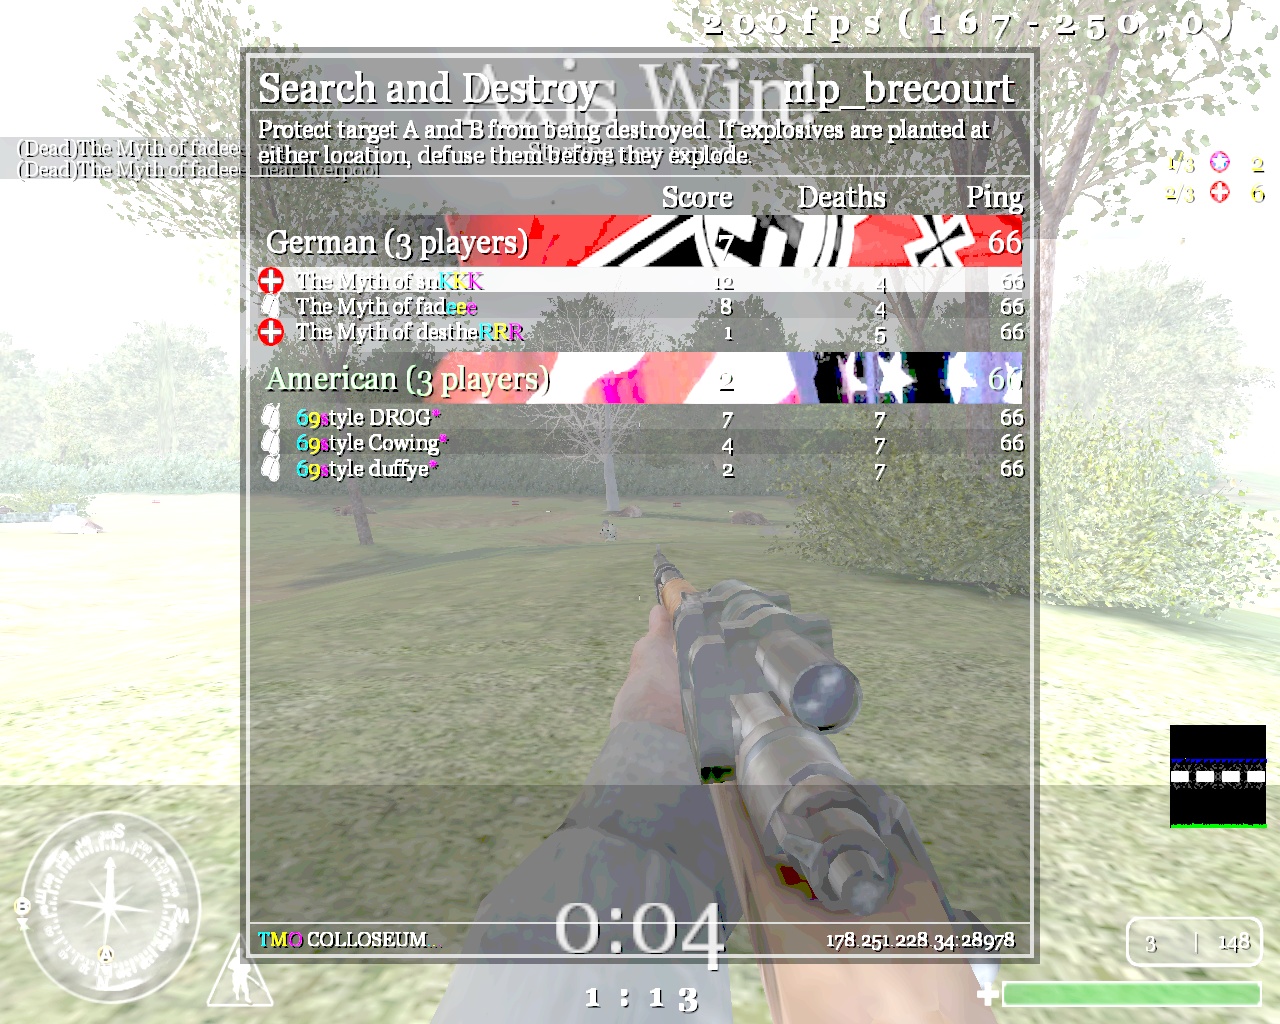 200fps(167-250,0)
Axis Win!
Search and Destroy mp_brecourt
Protect target A and B from being destroyed. If explosives are planted at
either location, defuse them before they explode.
(Dead)The Myth of fadeee
(Dead)The Myth of fadeee near liverpool
1/3 2
2/3 6
Score Deaths Ping
German (3 players) 7 66
The Myth of snKKK 12 4 66
The Myth of fadeee 8 4 66
The Myth of destheRRR 1 5 66
American (3 players) 2 66
69style DROG* 7 7 66
69style Cowing* 4 7 66
69style duffye* 2 7 66
0:04
TMO COLLOSEUM... 178.251.228.34:28978
3 | 148
1:13